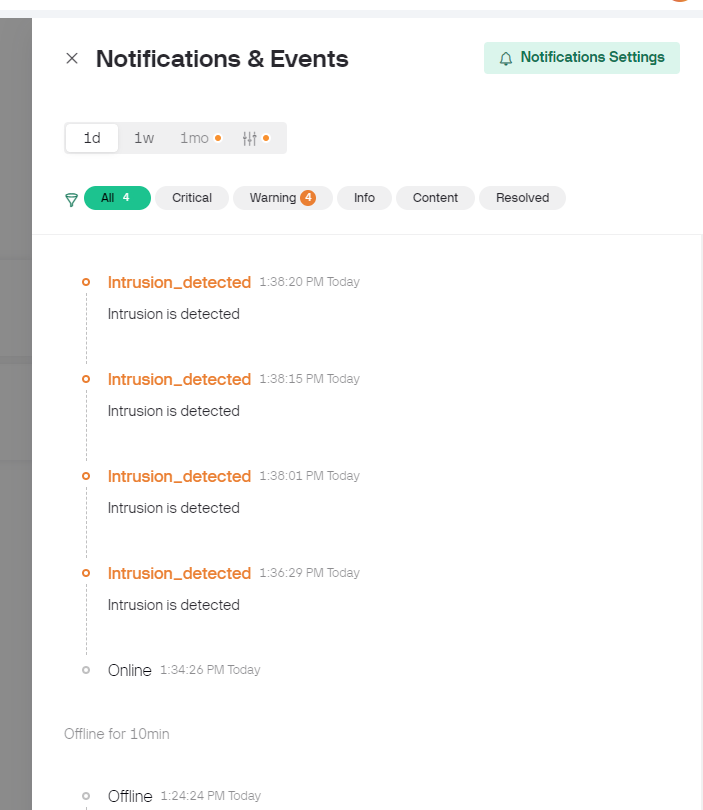 Notifications & Events
Notifications Settings
1d 1w 1mo
All 4 Critical Warning 4 Info Content Resolved
Intrusion_detected 1:38:20 PM Today
Intrusion is detected
Intrusion_detected 1:38:15 PM Today
Intrusion is detected
Intrusion_detected 1:38:01 PM Today
Intrusion is detected
Intrusion_detected 1:36:29 PM Today
Intrusion is detected
Online 1:34:26 PM Today
Offline for 10min
Offline 1:24:24 PM Today